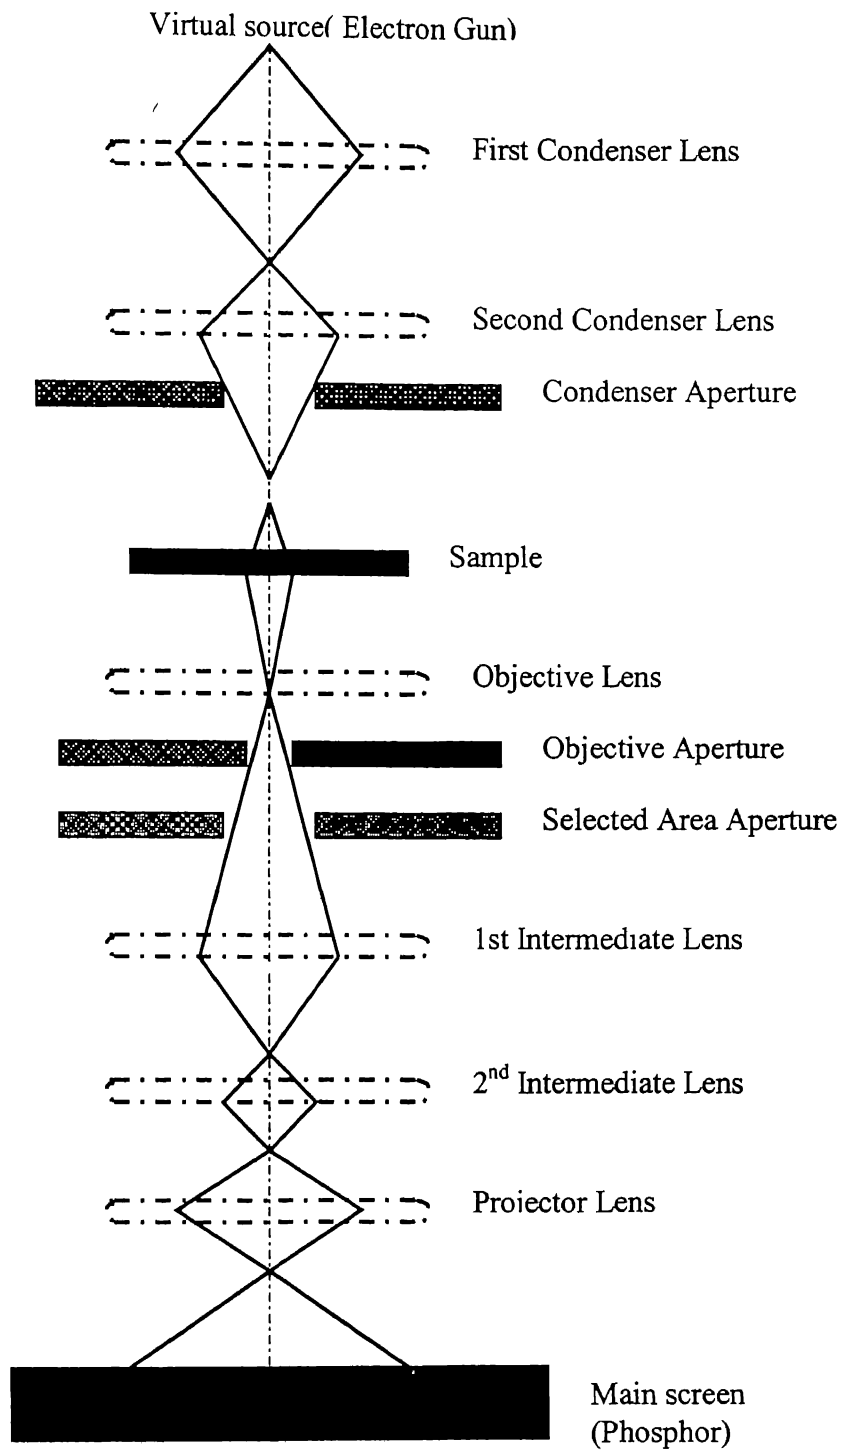 Virtual source( Electron Gun)
First Condenser Lens
Second Condenser Lens
Condenser Aperture
Sample
Objective Lens
Objective Aperture
Selected Area Aperture
1st Intermediate Lens
2nd Intermediate Lens
Projector Lens
Main screen
(Phosphor)